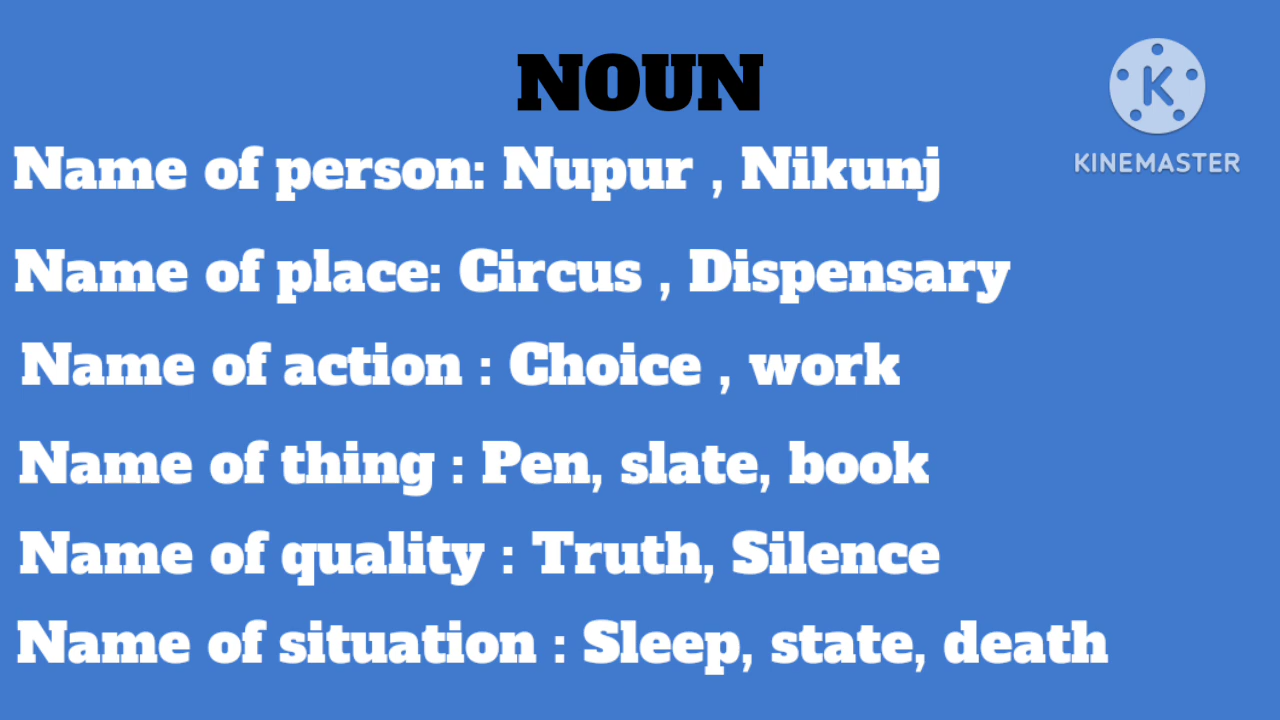 NOUN
K
KINEMASTER
Name of person: Nupur , Nikunj
Name of place: Circus , Dispensary
Name of action : Choice , work
Name of thing : Pen, slate, book
Name of quality : Truth, Silence
Name of situation : Sleep, state, death